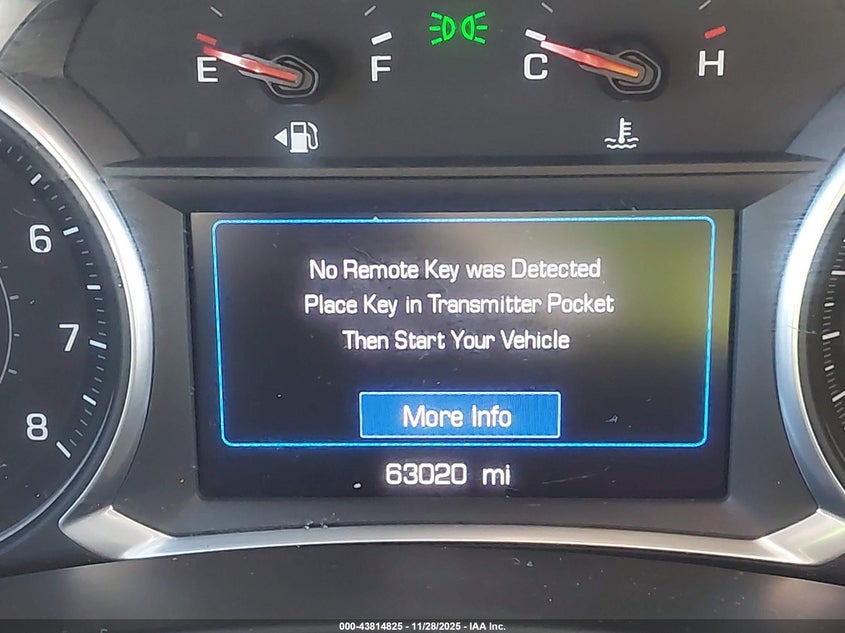 E F C H
6
7
8
No Remote Key was Detected
Place Key in Transmitter Pocket
Then Start Your Vehicle
More Info
63020 mi
000-43814825 - 11/28/2025 - IAA Inc.